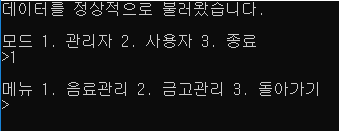 데이터를 정상적으로 불러왔습니다.
모드 1. 관리자 2. 사용자 3. 종료
>1
메뉴 1. 음료관리 2. 금고관리 3. 돌아가기
>